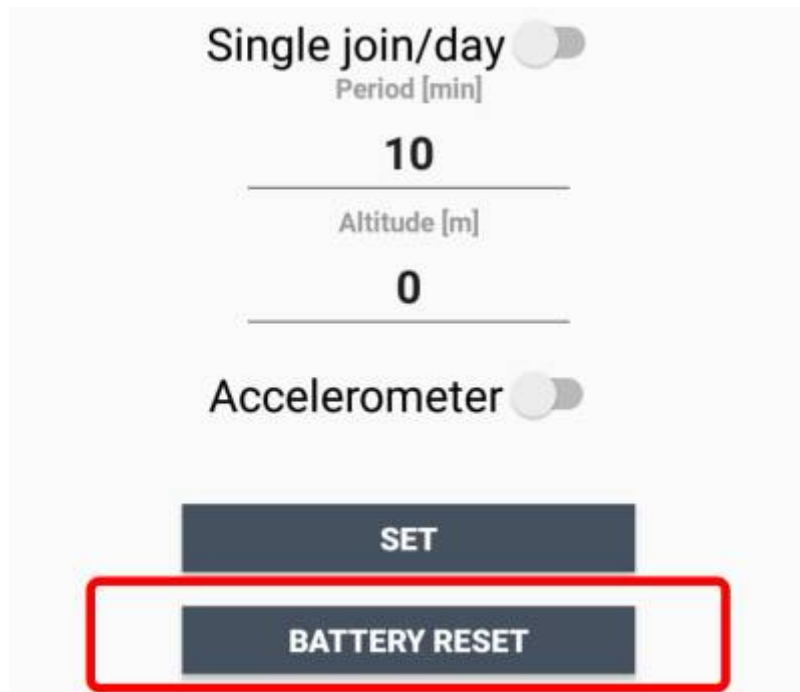 Single join/day
Period [min]
10
Altitude [m]
0
Accelerometer
SET
BATTERY RESET